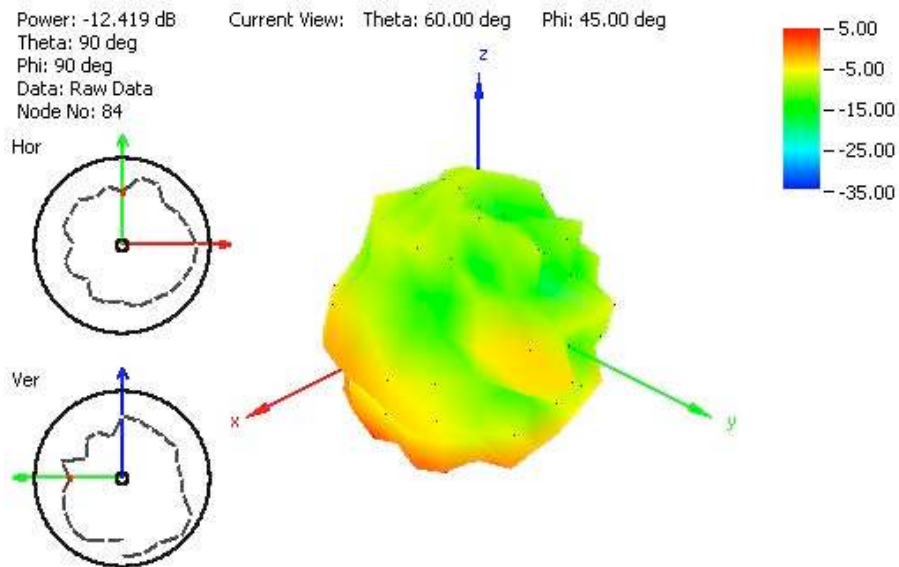 Power: -12.419 dB
Theta: 90 deg
Phi: 90 deg
Data: Raw Data
Node No: 84
Current View: Theta: 60.00 deg Phi: 45.00 deg
Hor
Ver
z
x
y
5.00
-5.00
-15.00
-25.00
-35.00